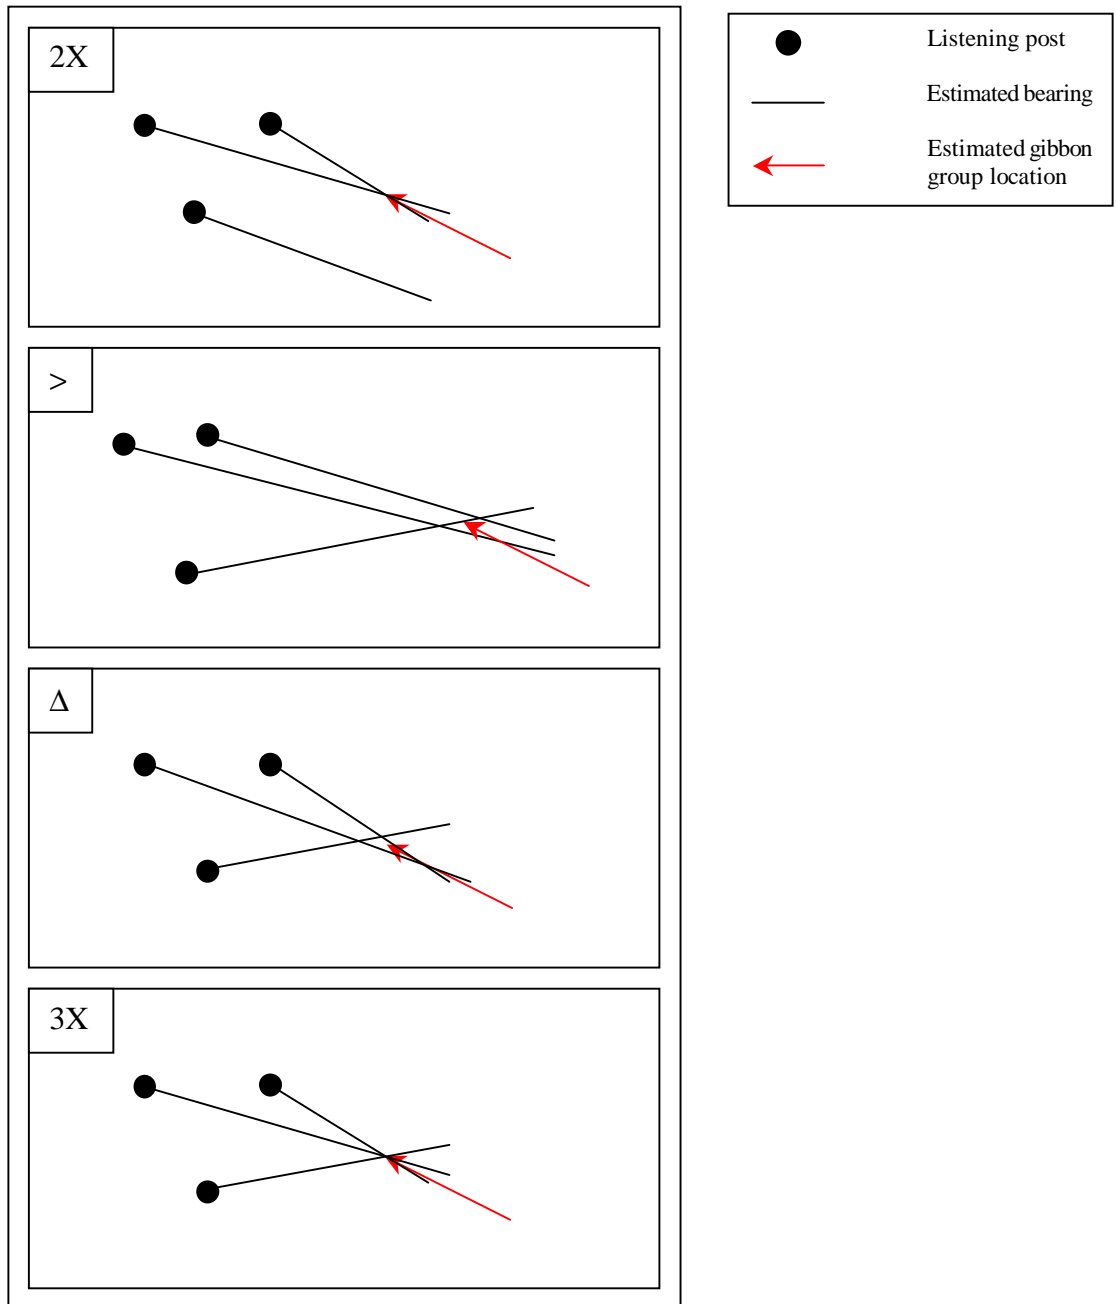 2X
>
Δ
3X
Listening post
Estimated bearing
Estimated gibbon
group location